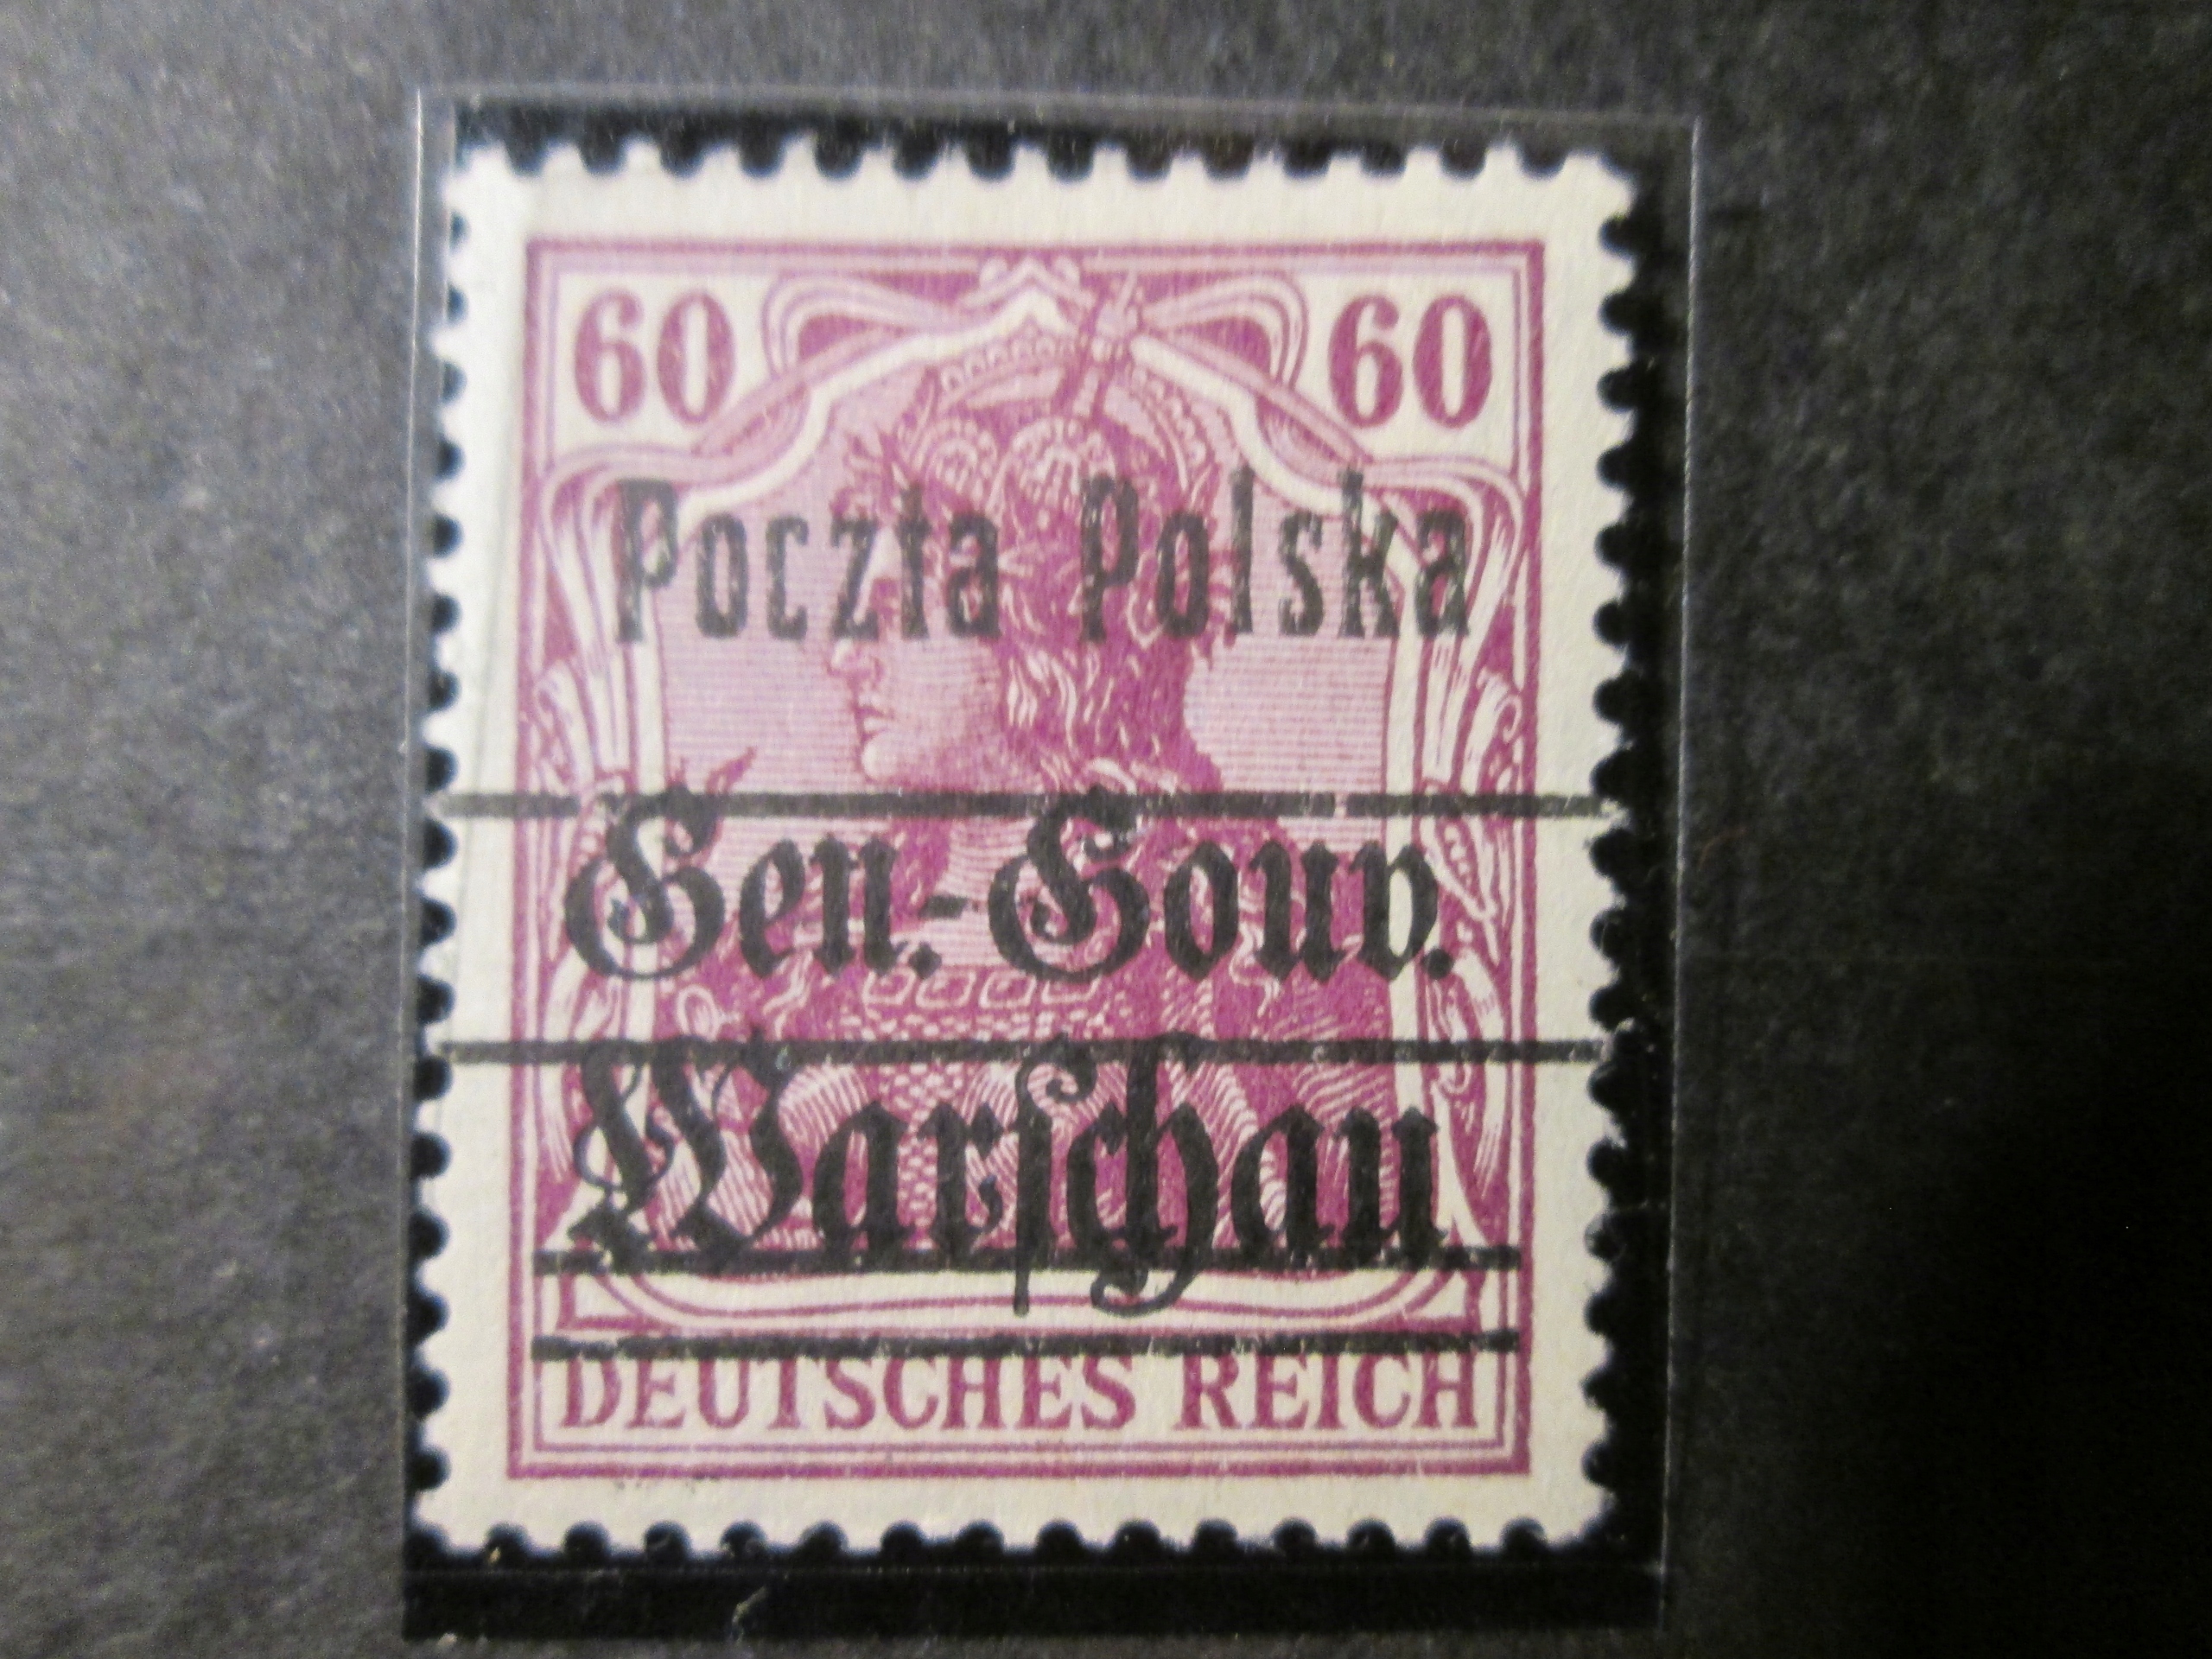 60 60
Poczta Polska
Gen.-Gouv.
Warschau
DEUTSCHES REICH